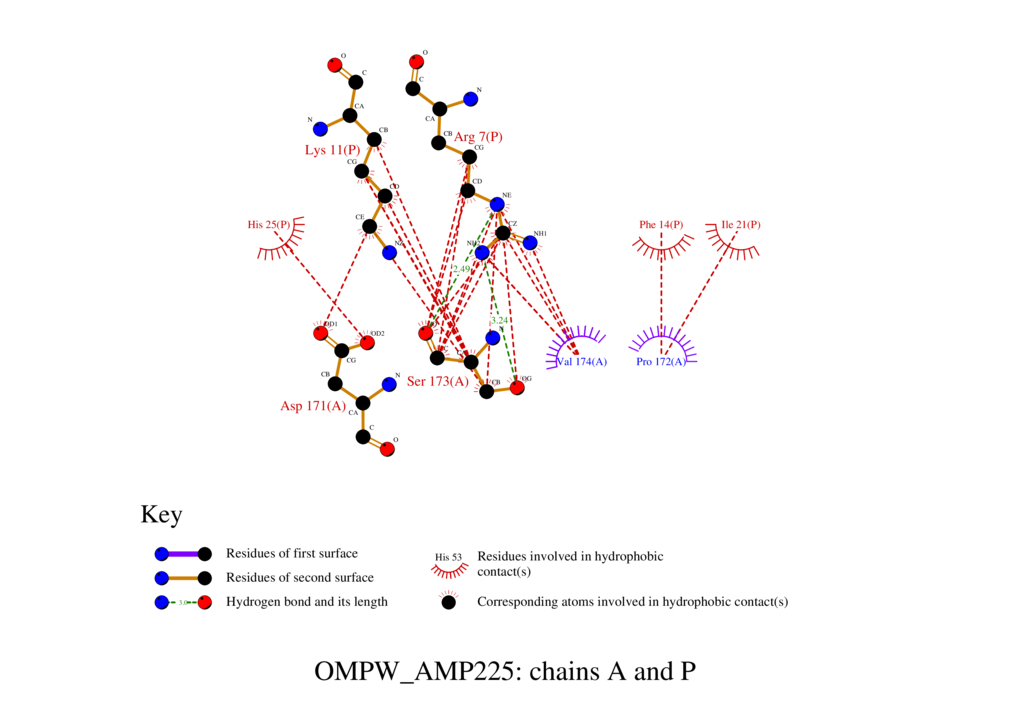 O
C
CA
N
CB
Lys 11(P)
CG
CD
CE
NZ
O
C
N
CA
CB
Arg 7(P)
CG
CD
NE
CZ
NH1
His 25(P)
Phe 14(P)
Ile 21(P)
2.49
3.24
OD1
OD2
CG
CB
N
Asp 171(A)
CA
C
O
N
C
Ser 173(A)
CB
OG
Val 174(A)
Pro 172(A)
Key
Residues of first surface
Residues of second surface
3.0
Hydrogen bond and its length
His 53
Residues involved in hydrophobic
contact(s)
Corresponding atoms involved in hydrophobic contact(s)
OMPW_AMP225: chains A and P